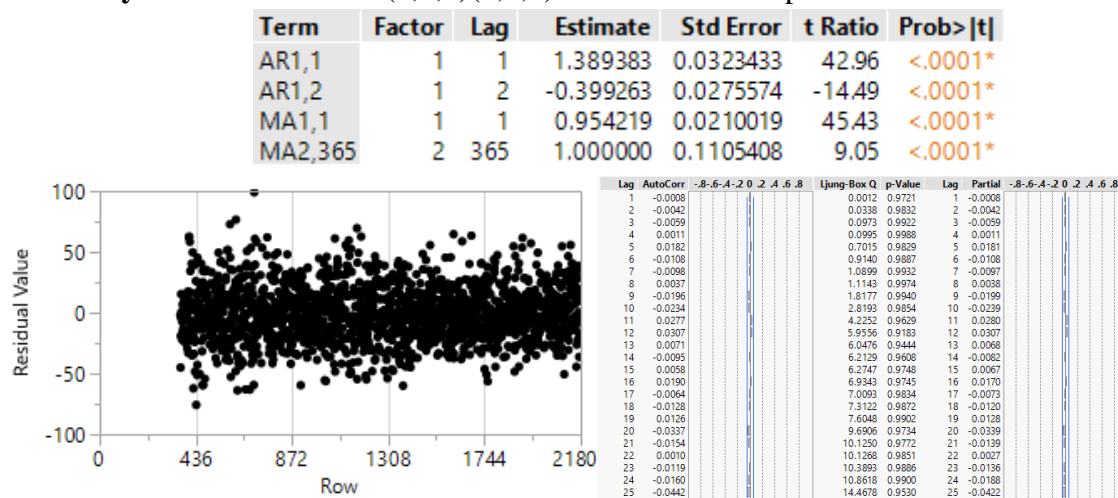 Term Factor Lag Estimate Std Error t Ratio Prob>|t|
AR1,1 1 1 1.389383 0.0323433 42.96 <.0001*
AR1,2 1 2 -0.399263 0.0275574 -14.49 <.0001*
MA1,1 1 1 0.954219 0.0210019 45.43 <.0001*
MA2,365 2 365 1.000000 0.1105408 9.05 <.0001*
Residual Value
100
50
0
-50
-100
0 436 872 1308 1744 2180
Row
Lag AutoCorr -.8-.6-.4-.2 0 .2 .4 .6 .8 Ljung-Box Q p-Value Lag Partial -.8-.6-.4-.2 0 .2 .4 .6 .8
1 -0.0008 0.0012 0.9721 1 -0.0008
2 -0.0042 0.0338 0.9832 2 -0.0042
3 -0.0059 0.0973 0.9922 3 -0.0059
4 0.0011 0.0995 0.9988 4 0.0011
5 0.0182 0.7015 0.9829 5 0.0181
6 -0.0108 0.9140 0.9887 6 -0.0108
7 -0.0098 1.0899 0.9932 7 -0.0097
8 0.0037 1.1143 0.9974 8 0.0038
9 -0.0196 1.8177 0.9940 9 -0.0199
10 -0.0234 2.8193 0.9854 10 -0.0239
11 0.0277 4.2252 0.9629 11 0.0280
12 0.0307 5.9556 0.9183 12 0.0307
13 0.0071 6.0476 0.9444 13 0.0068
14 -0.0095 6.2129 0.9608 14 -0.0082
15 0.0058 6.2747 0.9748 15 0.0067
16 0.0190 6.9343 0.9745 16 0.0170
17 -0.0064 7.0093 0.9834 17 -0.0073
18 -0.0128 7.3122 0.9872 18 -0.0120
19 0.0126 7.6048 0.9902 19 0.0128
20 -0.0337 9.6906 0.9734 20 -0.0339
21 -0.0154 10.1250 0.9772 21 -0.0139
22 0.0010 10.1268 0.9851 22 0.0027
23 -0.0119 10.3893 0.9886 23 -0.0136
24 -0.0160 10.8618 0.9900 24 -0.0188
25 -0.0442 14.4678 0.9530 25 -0.0422